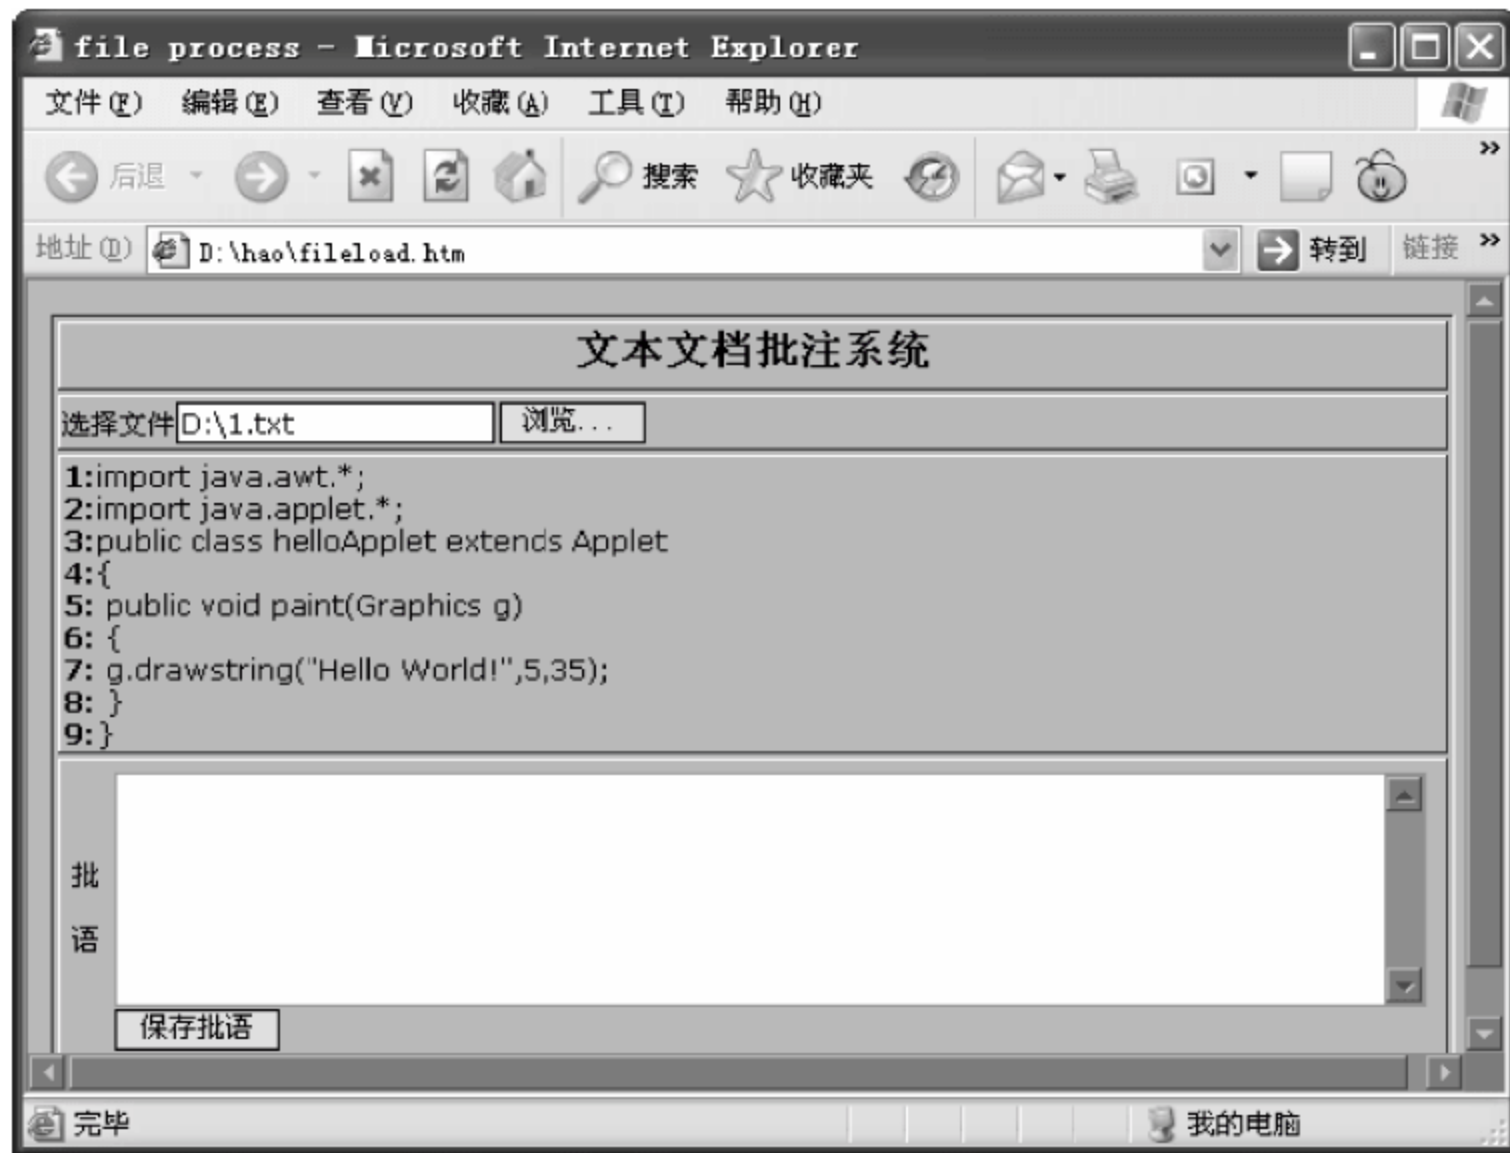 file process - Microsoft Internet Explorer
文件(F) 编辑(E) 查看(V) 收藏(A) 工具(T) 帮助(H)
后退 搜索 收藏夹 »
地址(D) D:\hao\fileload.htm 转到 链接 »
文本文档批注系统
选择文件 D:\1.txt 浏览...
1:import java.awt.*;
2:import java.applet.*;
3:public class helloApplet extends Applet
4:{
5: public void paint(Graphics g)
6: {
7: g.drawstring("Hello World!",5,35);
8: }
9:}
批
语
保存批语
完毕 我的电脑